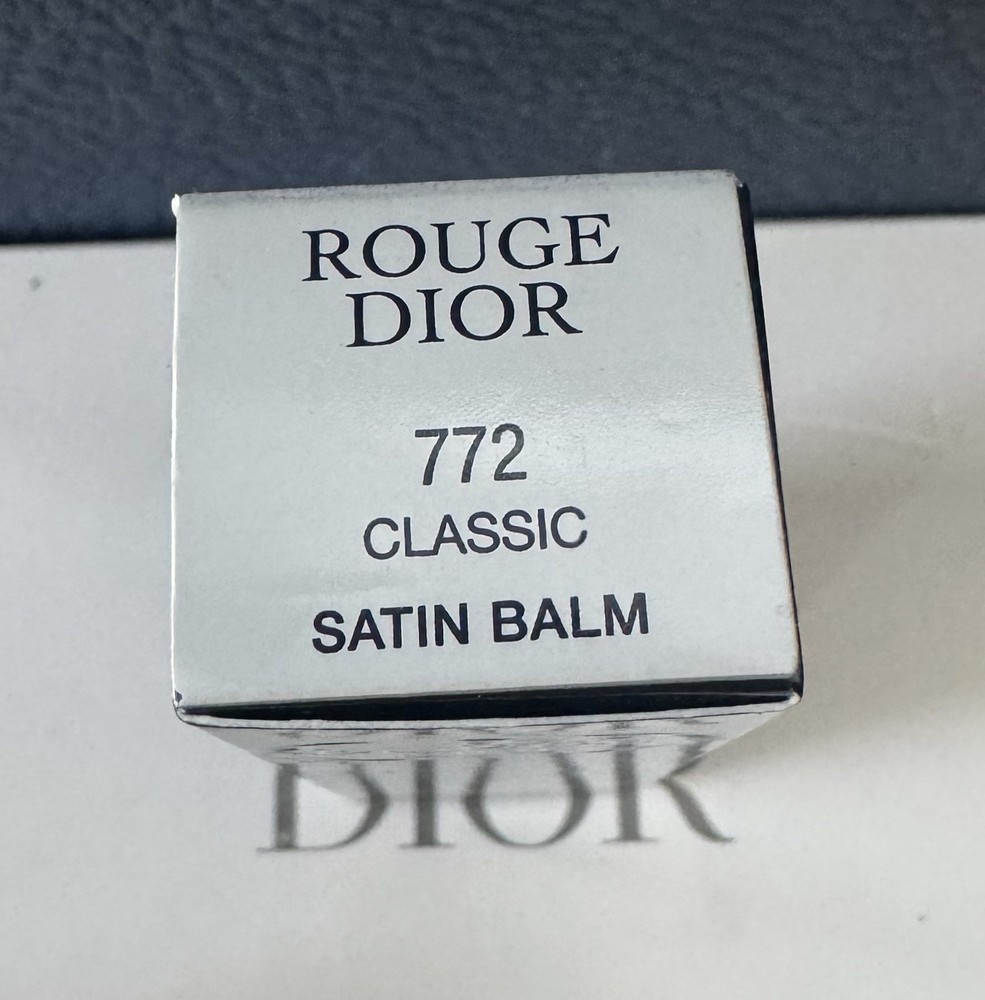 ROUGE
DIOR
772
CLASSIC
SATIN BALM
DIOR